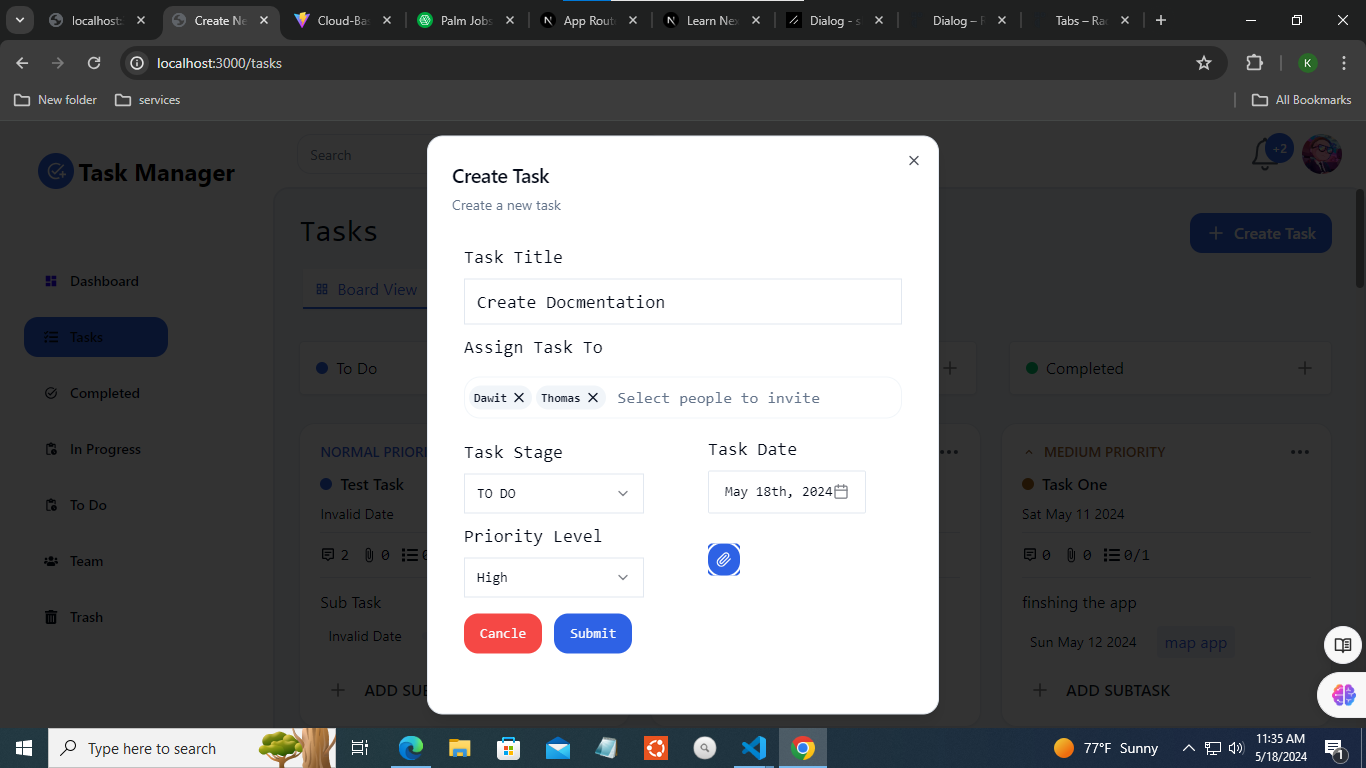 localhost:
Create Ne
Cloud-Bas
Palm Jobs
App Route
Learn Nex
Dialog - s
Dialog – R
Tabs – Rad
localhost:3000/tasks
K
New folder
services
All Bookmarks
Task Manager
Search
+2
Tasks
Create Task
Board View
Dashboard
Tasks
Completed
In Progress
To Do
Team
Trash
To Do
Completed
NORMAL PRIORI
Test Task
Invalid Date
2
0
Sub Task
Invalid Date
ADD SUB
MEDIUM PRIORITY
Task One
Sat May 11 2024
0
0
0/1
finshing the app
Sun May 12 2024
map app
ADD SUBTASK
Create Task
Create a new task
Task Title
Create Docmentation
Assign Task To
Dawit
Thomas
Select people to invite
Task Stage
Task Date
TO DO
May 18th, 2024
Priority Level
High
Cancle
Submit
Type here to search
77°F Sunny
11:35 AM
5/18/2024
1